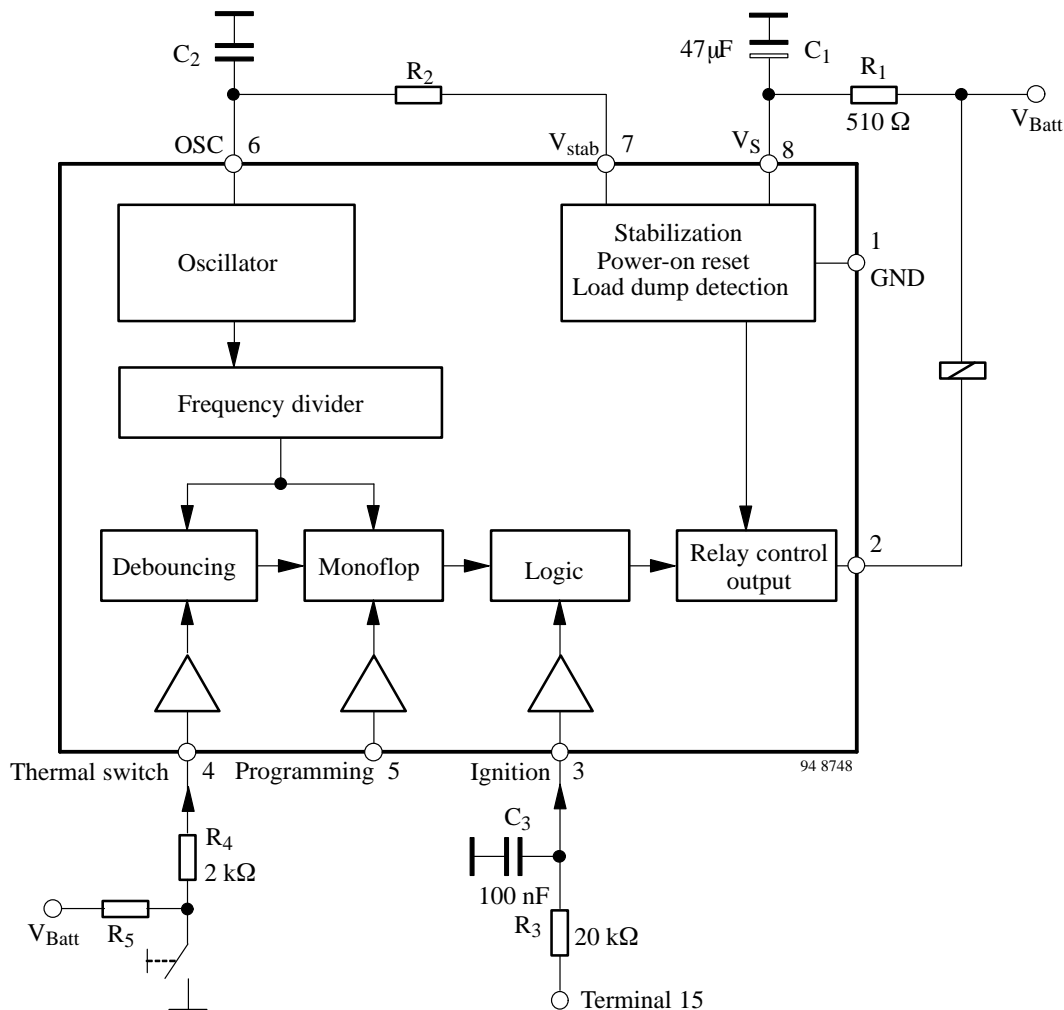 C2
R2
47μF
C1
R1
510 Ω
VBatt
OSC
6
Vstab
7
VS
8
Oscillator
Stabilization
Power-on reset
Load dump detection
1
GND
Frequency divider
Debouncing
Monoflop
Logic
Relay control
output
2
Thermal switch
4
Programming
5
Ignition
3
94 8748
R4
2 kΩ
C3
100 nF
VBatt
R5
R3
20 kΩ
Terminal 15